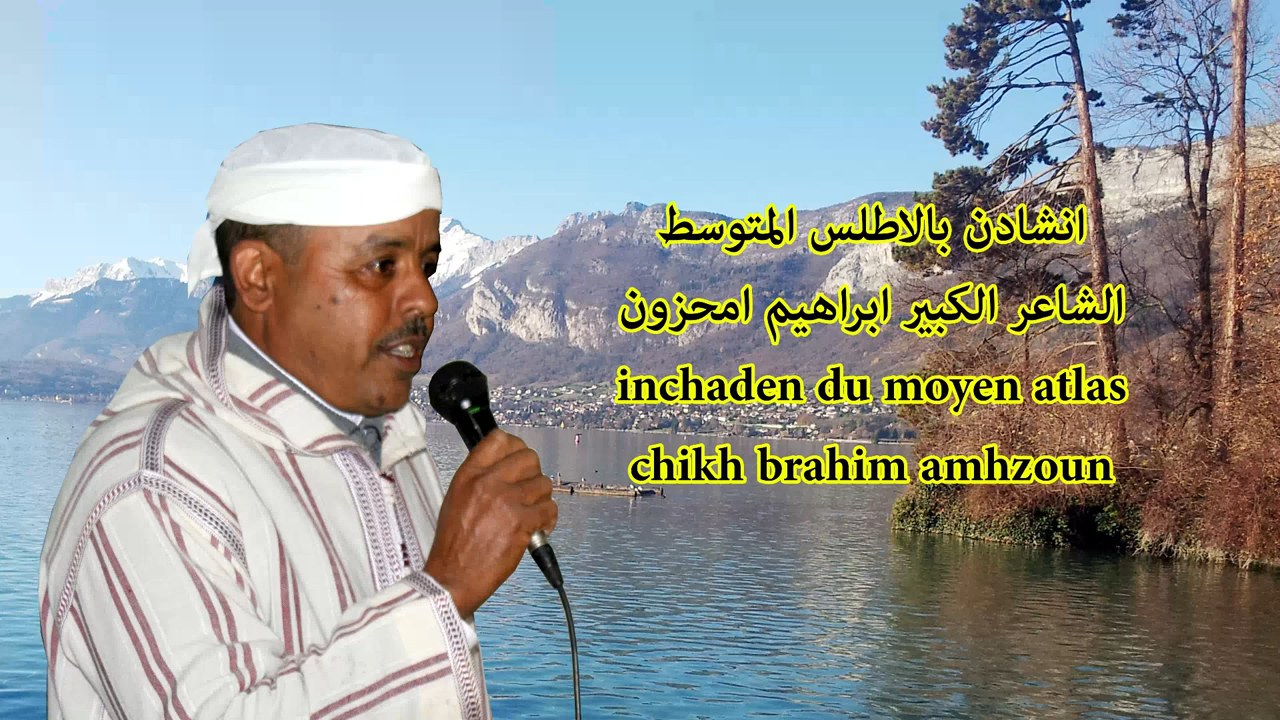 انشادن بالاطلس المتوسط
الشاعر الكبير ابراهيم امحزون
inchaden du moyen atlas
chikh brahim amhzoun